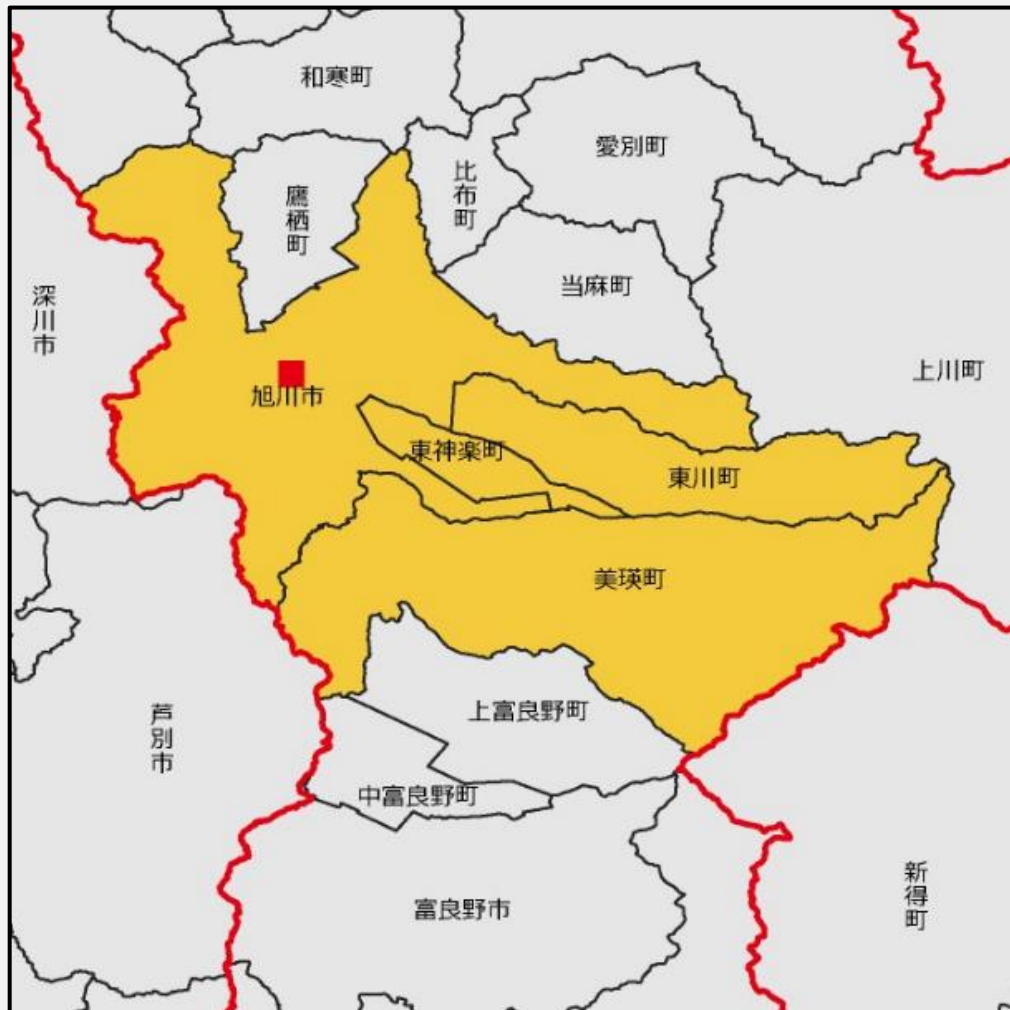 和寒町
愛別町
比布町
鷹栖町
当麻町
深川市
上川町
旭川市
東神楽町
東川町
美瑛町
上富良野町
芦別市
中富良野町
新得町
富良野市